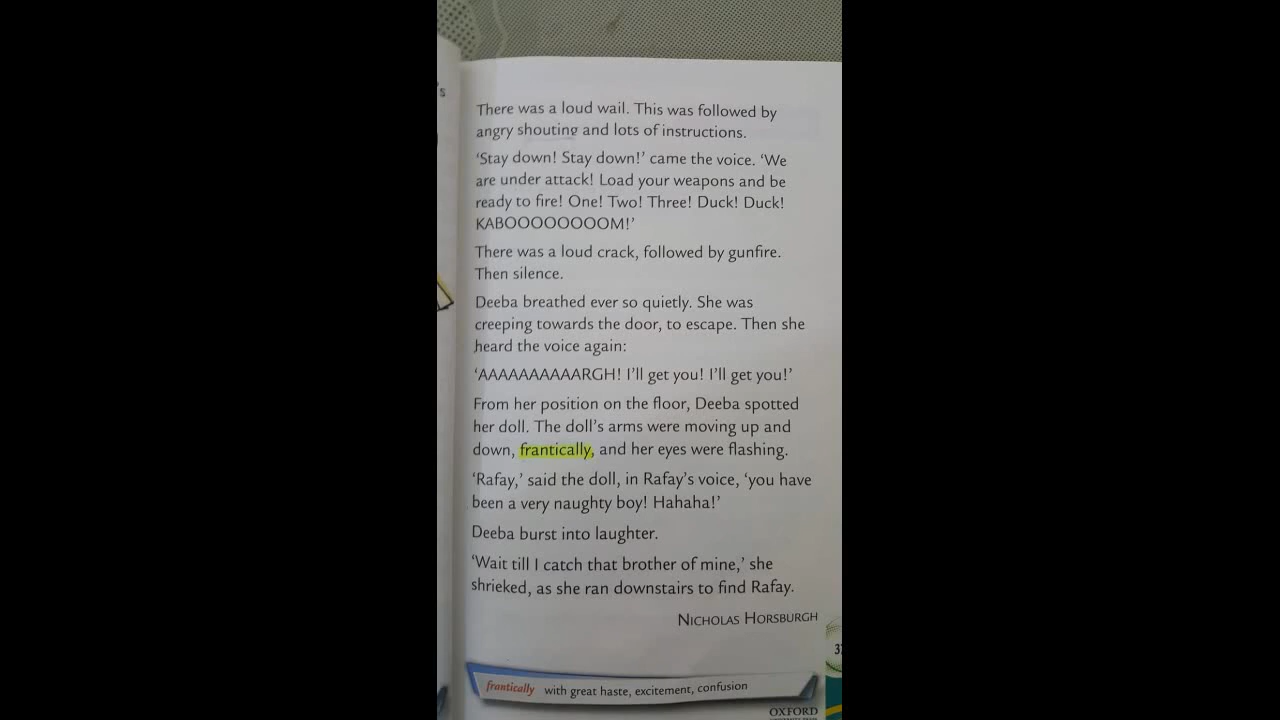 There was a loud wail. This was followed by
angry shouting and lots of instructions.
‘Stay down! Stay down!’ came the voice. ‘We
are under attack! Load your weapons and be
ready to fire! One! Two! Three! Duck! Duck!
KABOOOOOOOOM!’
There was a loud crack, followed by gunfire.
Then silence.
Deeba breathed ever so quietly. She was
creeping towards the door, to escape. Then she
heard the voice again:
‘AAAAAAAAAARGH! I’ll get you! I’ll get you!’
From her position on the floor, Deeba spotted
her doll. The doll’s arms were moving up and
down, frantically, and her eyes were flashing.
‘Rafay,’ said the doll, in Rafay’s voice, ‘you have
been a very naughty boy! Hahaha!’
Deeba burst into laughter.
‘Wait till I catch that brother of mine,’ she
shrieked, as she ran downstairs to find Rafay.
NICHOLAS HORSBURGH
frantically with great haste, excitement, confusion
OXFORD